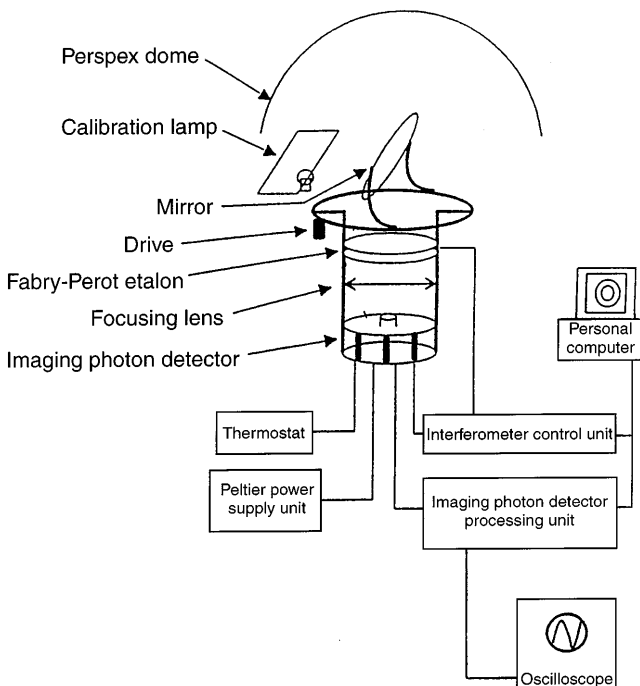 Perspex dome
Calibration lamp
Mirror
Drive
Fabry-Perot etalon
Focusing lens
Imaging photon detector
Personal
computer
Thermostat
Interferometer control unit
Peltier power
supply unit
Imaging photon detector
processing unit
Oscilloscope